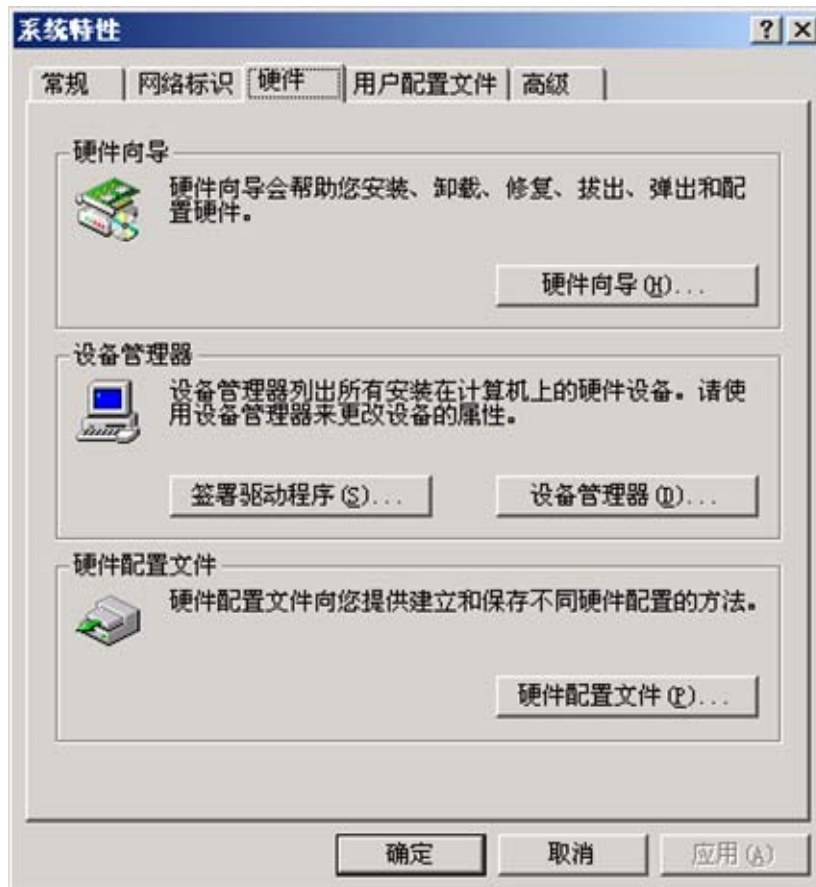 系统特性
常规 网络标识 硬件 用户配置文件 高级
硬件向导
硬件向导会帮助您安装、卸载、修复、拔出、弹出和配
置硬件。
硬件向导(H)...
设备管理器
设备管理器列出所有安装在计算机上的硬件设备。请使
用设备管理器来更改设备的属性。
签署驱动程序(S)... 设备管理器(D)...
硬件配置文件
硬件配置文件向您提供建立和保存不同硬件配置的方法。
硬件配置文件(P)...
确定 取消 应用(A)